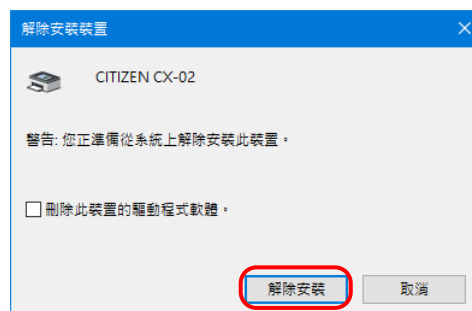 解除安裝裝置
CITIZEN CX-02
警告: 您正準備從系統上解除安裝此裝置。
刪除此裝置的驅動程式軟體。
解除安裝
取消